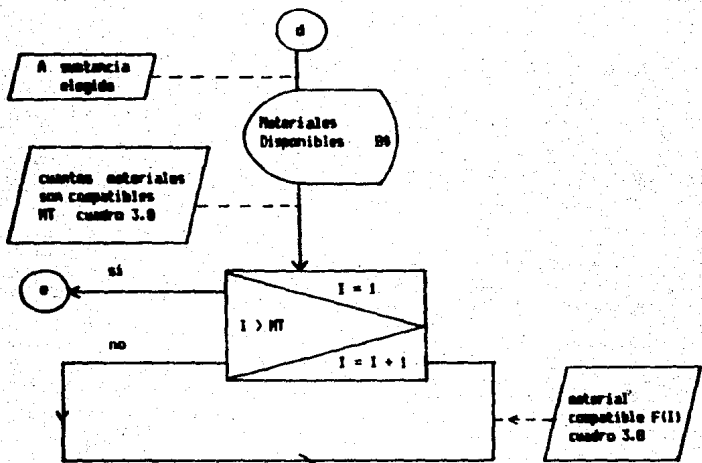 d
A sustancia
elegida
Materiales
Disponibles B$
cuantos materiales
son compatibles
MT cuadro 3.8
si
e
I = 1
I > MT
no
I = I + 1
material
compatible F(I)
cuadro 3.8